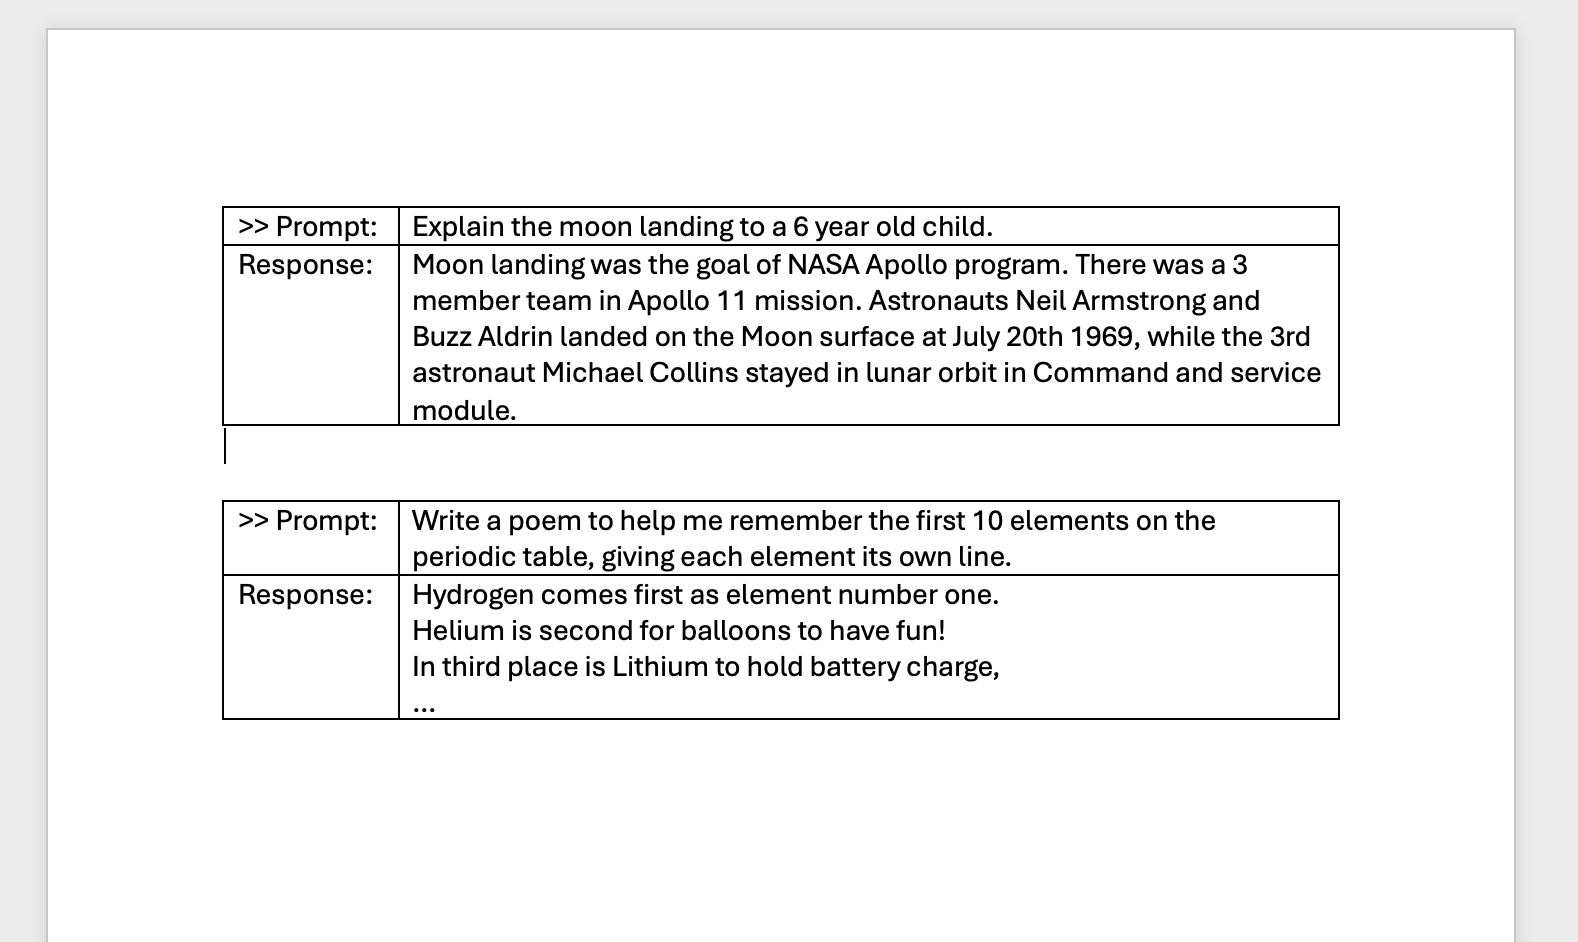 >> Prompt: Explain the moon landing to a 6 year old child.
Response: Moon landing was the goal of NASA Apollo program. There was a 3
member team in Apollo 11 mission. Astronauts Neil Armstrong and
Buzz Aldrin landed on the Moon surface at July 20th 1969, while the 3rd
astronaut Michael Collins stayed in lunar orbit in Command and service
module.
>> Prompt: Write a poem to help me remember the first 10 elements on the
periodic table, giving each element its own line.
Response: Hydrogen comes first as element number one.
Helium is second for balloons to have fun!
In third place is Lithium to hold battery charge,
...